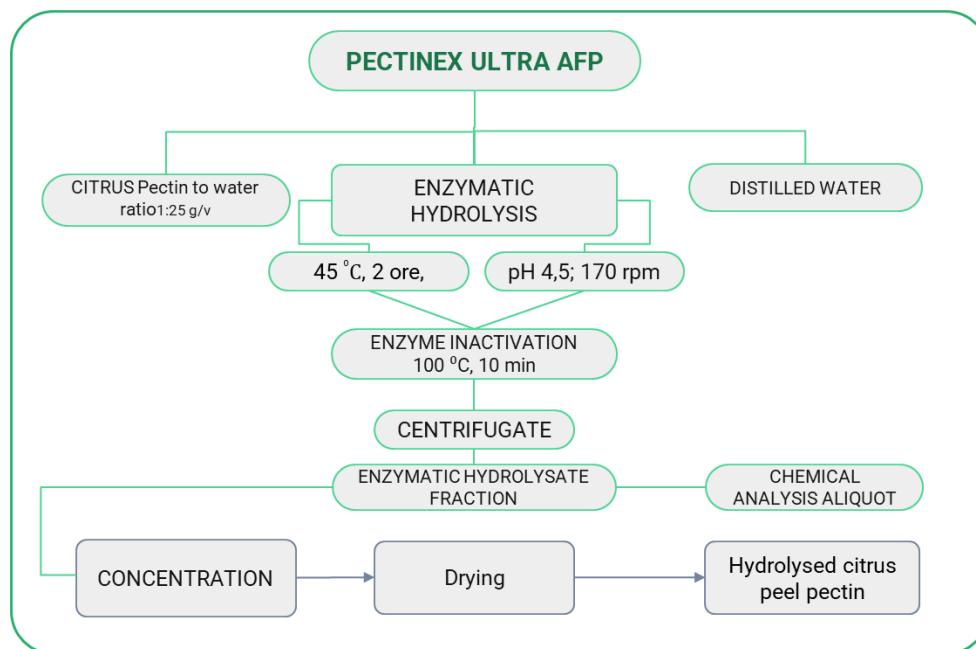 PECTINEX ULTRA AFP
CITRUS Pectin to water
ratio1:25 g/v
ENZYMATIC
HYDROLYSIS
DISTILLED WATER
45 °C, 2 ore,
pH 4,5; 170 rpm
ENZYME INACTIVATION
100 °C, 10 min
CENTRIFUGATE
ENZYMATIC HYDROLYSATE
FRACTION
CHEMICAL
ANALYSIS ALIQUOT
CONCENTRATION
Drying
Hydrolysed citrus
peel pectin